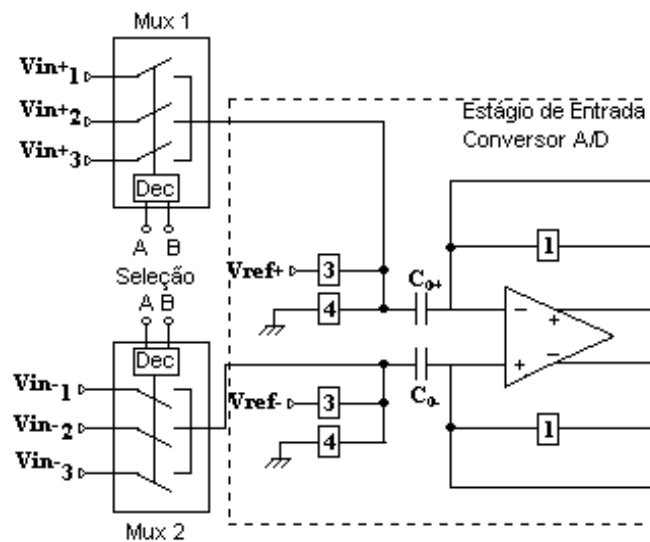 Mux 1
Vin+1
Vin+2
Vin+3
Dec
A B
Seleção
A B
Dec
Vin-1
Vin-2
Vin-3
Mux 2
Estágio de Entrada
Conversor A/D
1
Vref+ 3
C0+
4
- +
+ -
C0-
Vref- 3
4
1